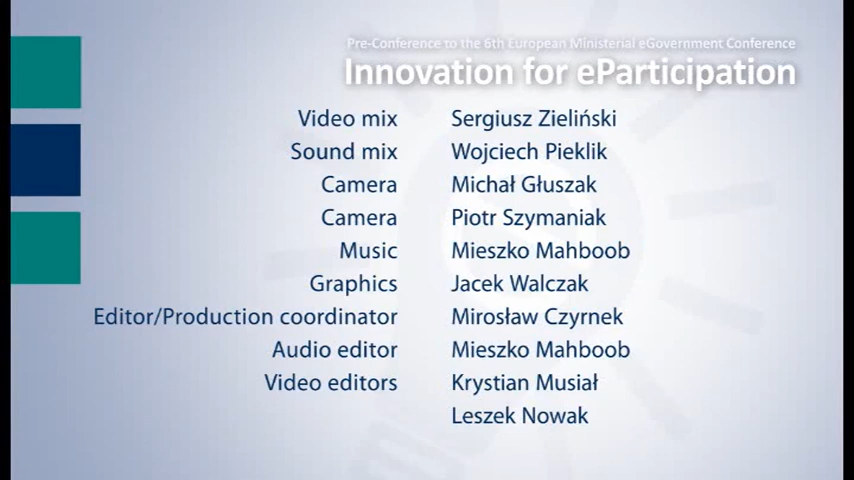 Pre-Conference to the 6th European Ministerial eGovernment Conference
Innovation for eParticipation
Video mix Sergiusz Zieliński
Sound mix Wojciech Pieklik
Camera Michał Głuszak
Camera Piotr Szymaniak
Music Mieszko Mahboob
Graphics Jacek Walczak
Editor/Production coordinator Mirosław Czyrnek
Audio editor Mieszko Mahboob
Video editors Krystian Musiał
Leszek Nowak